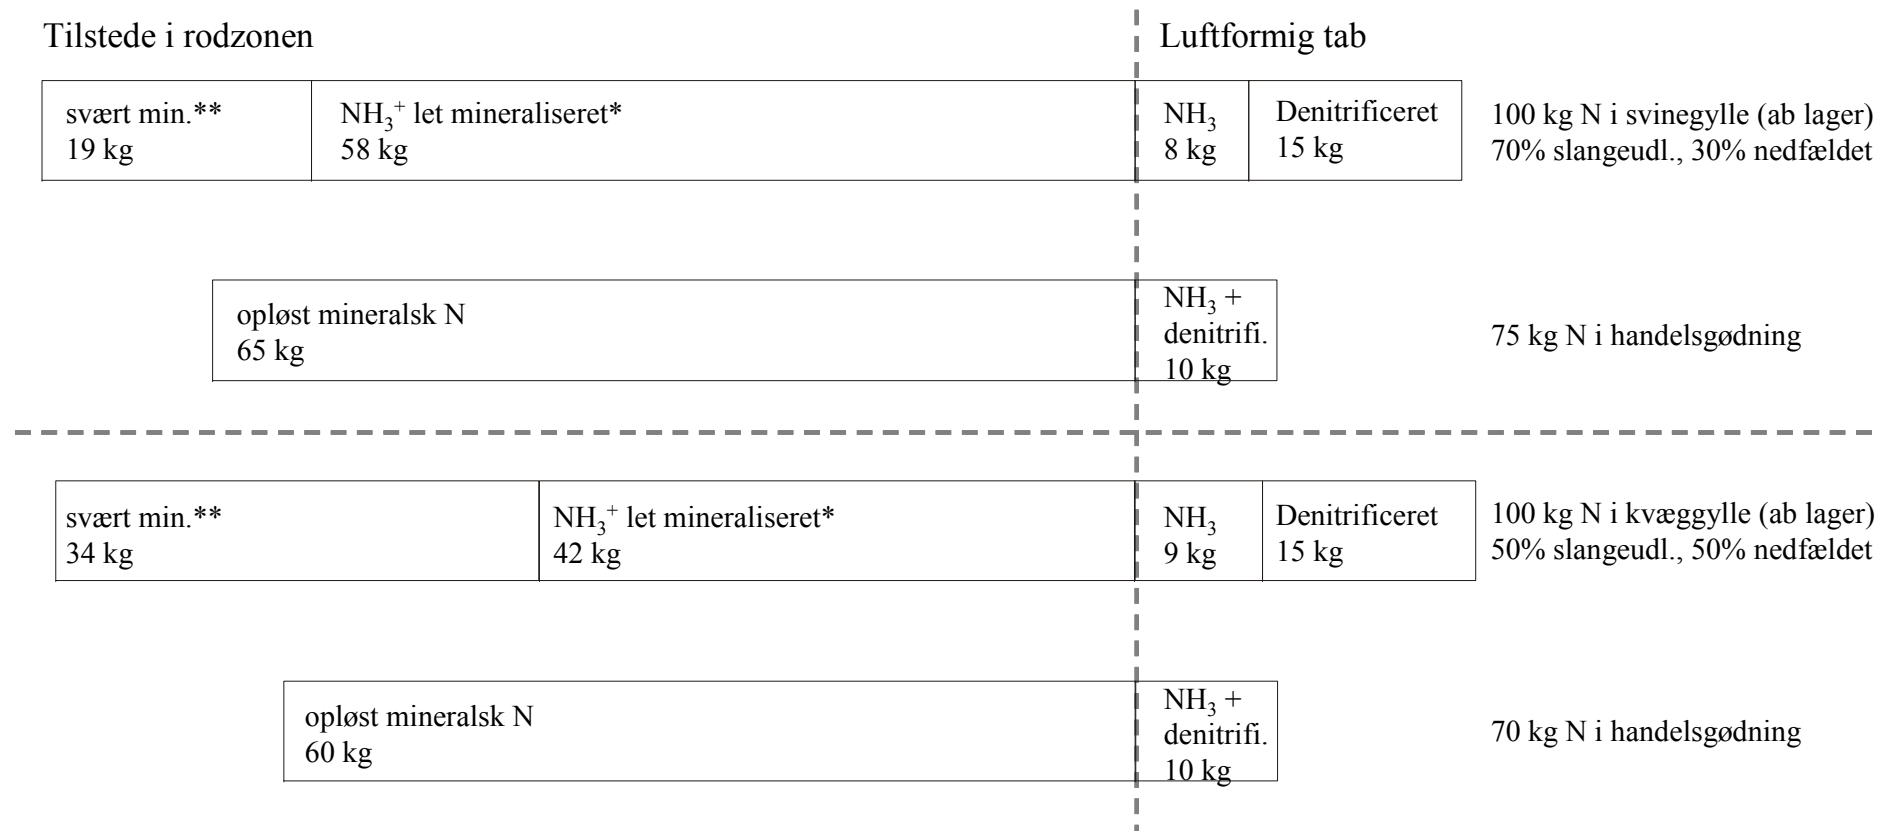 Tilstede i rodzonen
Luftformig tab
svært min.**
19 kg
NH₃⁺ let mineraliseret*
58 kg
NH₃
8 kg
Denitrificeret
15 kg
100 kg N i svinegylle (ab lager)
70% slangeudl., 30% nedfældet
opløst mineralsk N
65 kg
NH₃ +
denitrifi.
10 kg
75 kg N i handelsgødning
svært min.**
34 kg
NH₃⁺ let mineraliseret*
42 kg
NH₃
9 kg
Denitrificeret
15 kg
100 kg N i kvæggylle (ab lager)
50% slangeudl., 50% nedfældet
opløst mineralsk N
60 kg
NH₃ +
denitrifi.
10 kg
70 kg N i handelsgødning